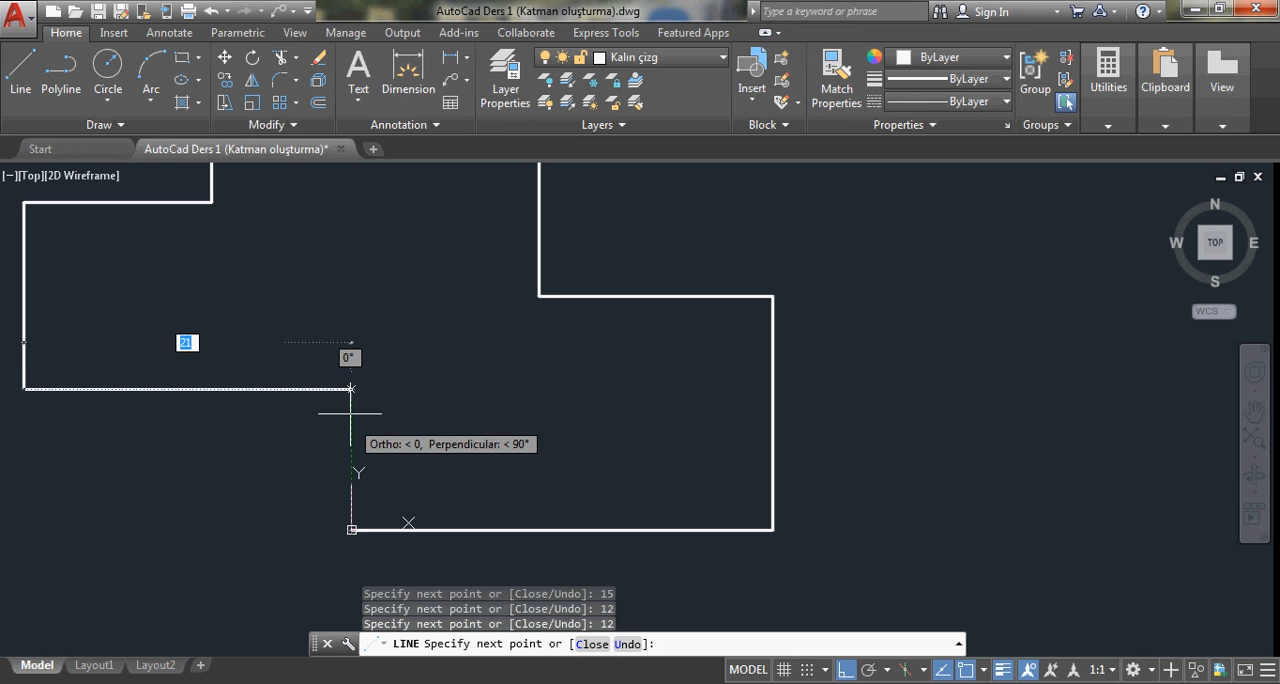 AutoCad Ders 1 (Katman oluşturma).dwg
Type a keyword or phrase
Sign In
Home Insert Annotate Parametric View Manage Output Add-ins Collaborate Express Tools Featured Apps
Kalın çizg
ByLayer
ByLayer
ByLayer
Line Polyline Circle Arc
Text Dimension
Layer Properties
Insert
Match Properties
Group
Utilities
Clipboard
View
Draw Modify Annotation Layers Block Properties Groups
Start
AutoCad Ders 1 (Katman oluşturma)*
[−][Top][2D Wireframe]
N
W TOP E
S
WCS
21
0°
Ortho: < 0, Perpendicular: < 90°
Y
X
Specify next point or [Close/Undo]: 15
Specify next point or [Close/Undo]: 12
Specify next point or [Close/Undo]: 12
LINE Specify next point or [Close Undo]:
Model Layout1 Layout2
MODEL
1:1